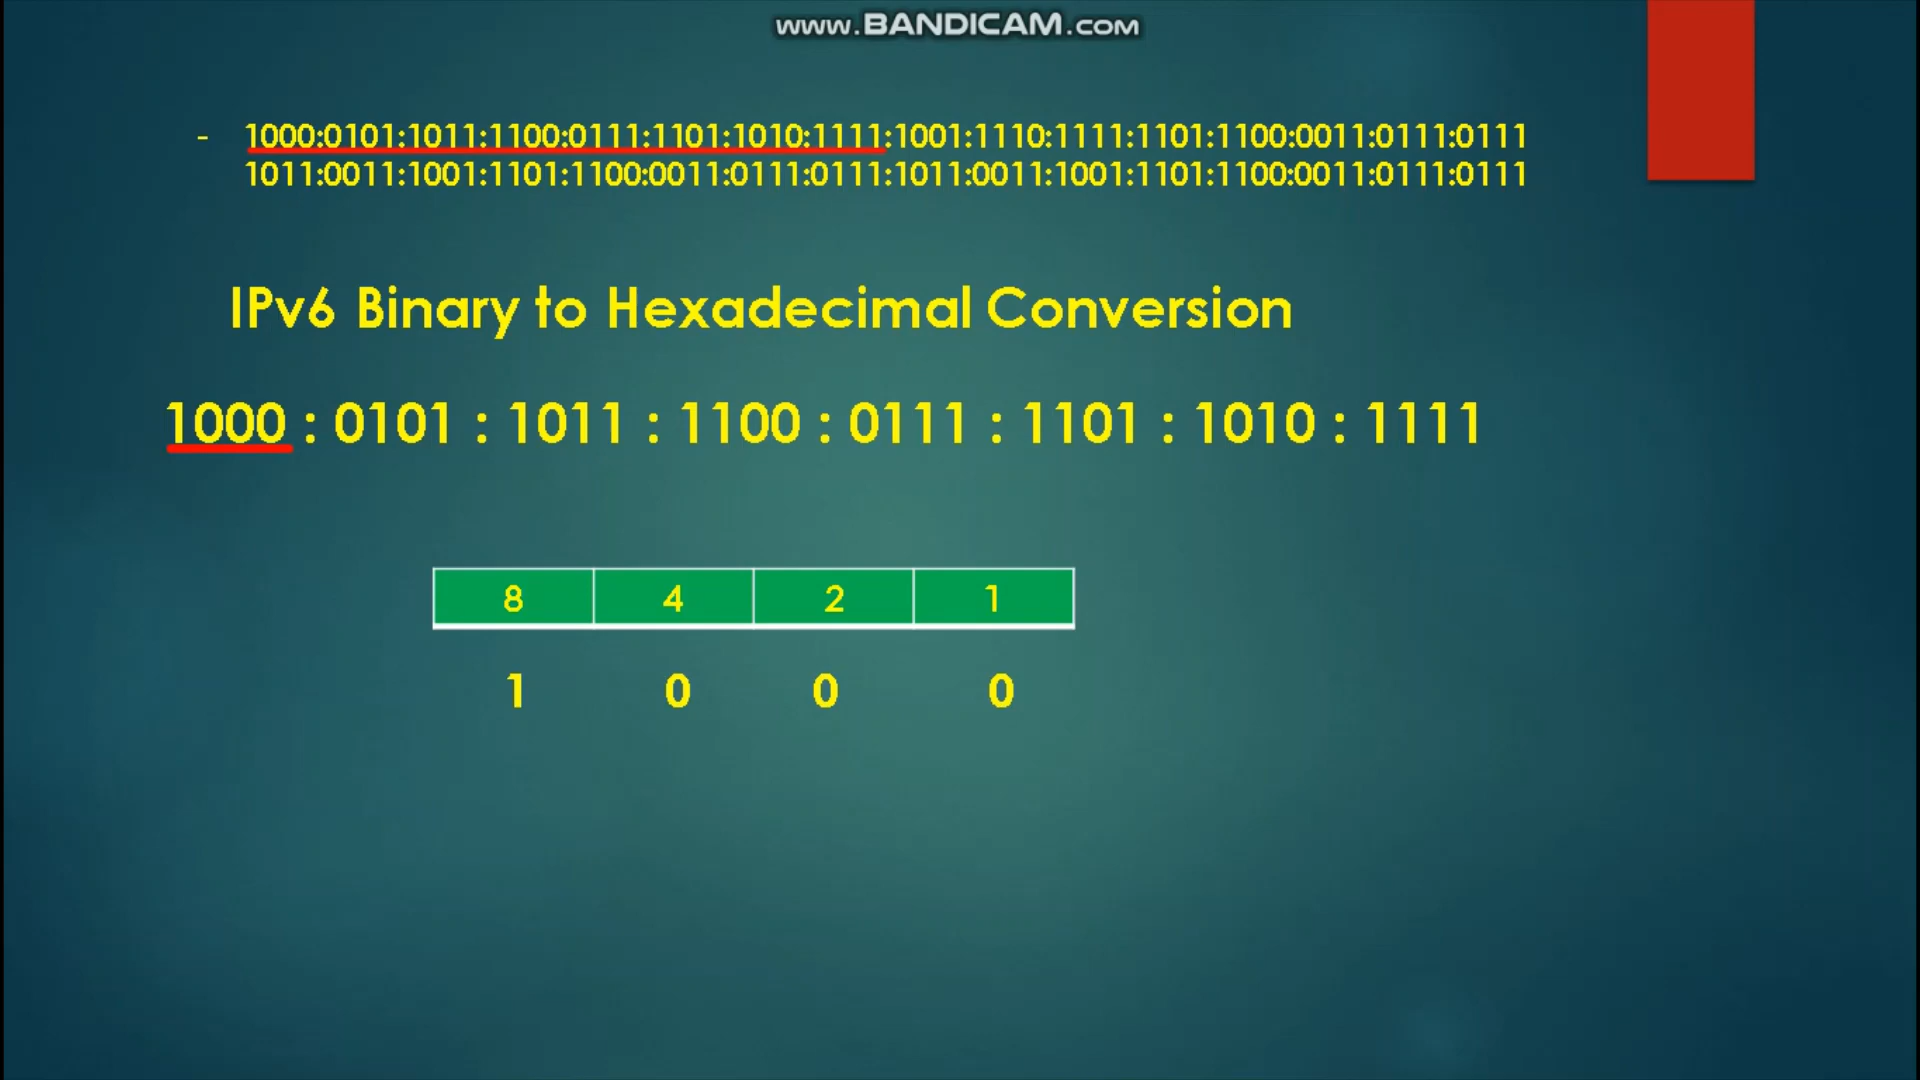 www.BANDICAM.com
- 1000:0101:1011:1100:0111:1101:1010:1111:1001:1110:1111:1101:1100:0011:0111:0111
1011:0011:1001:1101:1100:0011:0111:0111:1011:0011:1001:1101:1100:0011:0111:0111
IPv6 Binary to Hexadecimal Conversion
1000 : 0101 : 1011 : 1100 : 0111 : 1101 : 1010 : 1111
8 4 2 1
1 0 0 0